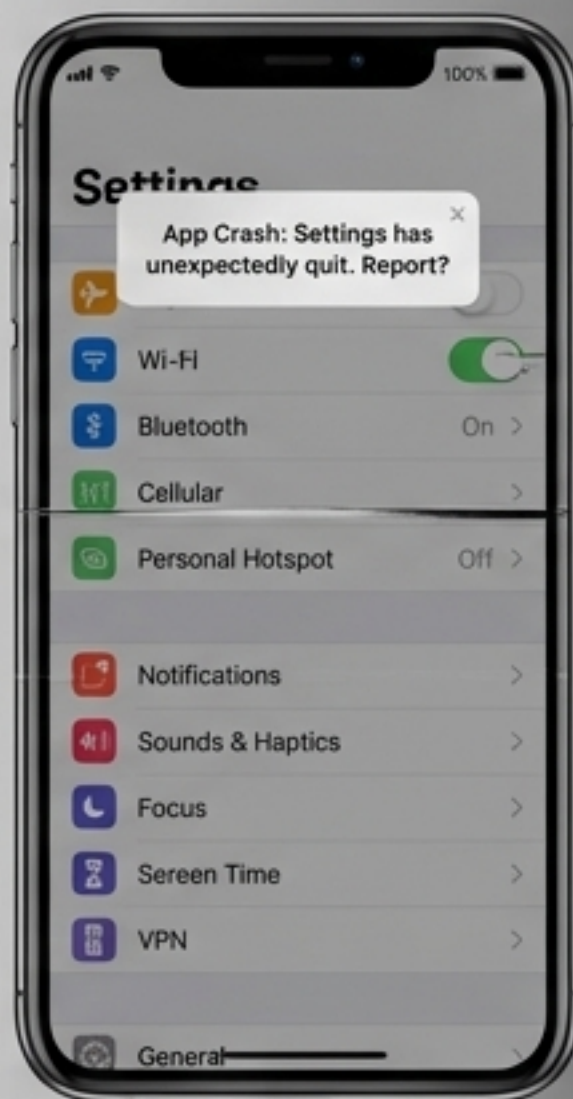 100%
Settings
App Crash: Settings has
unexpectedly quit. Report?
Wi-Fi
Bluetooth On
Cellular
Personal Hotspot Off
Notifications
Sounds & Haptics
Focus
Sereen Time
VPN
General